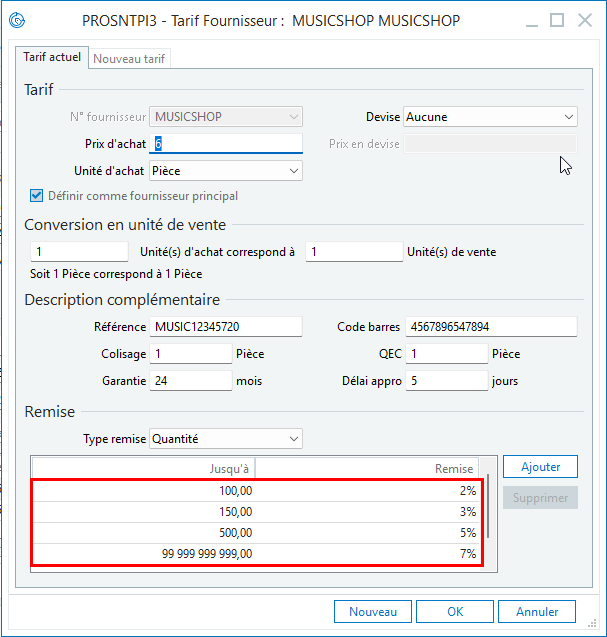 PROSNTPI3 - Tarif Fournisseur : MUSICSHOP MUSICSHOP
Tarif actuel Nouveau tarif
Tarif
N° fournisseur MUSICSHOP Devise Aucune
Prix d'achat 6 Prix en devise
Unité d'achat Pièce
Définir comme fournisseur principal
Conversion en unité de vente
1 Unité(s) d'achat correspond à 1 Unité(s) de vente
Soit 1 Pièce correspond à 1 Pièce
Description complémentaire
Référence MUSIC12345720 Code barres 4567896547894
Colisage 1 Pièce QEC 1 Pièce
Garantie 24 mois Délai appro 5 jours
Remise
Type remise Quantité
Jusqu'à Remise Ajouter
100,00 2% Supprimer
150,00 3%
500,00 5%
99 999 999 999,00 7%
Nouveau OK Annuler